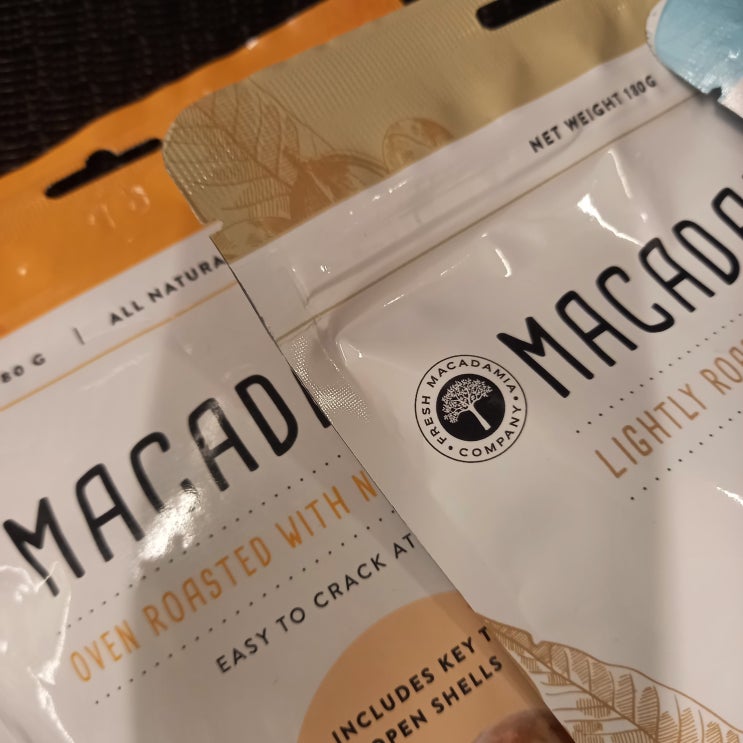 80 G | ALL NATURA
MACAD
OVEN ROASTED WITH N
EASY TO CRACK AT
INCLUDES KEY T
OPEN SHELLS
NET WEIGHT 180G
MACADA
LIGHTLY ROA
FRESH MACADAMIA COMPANY